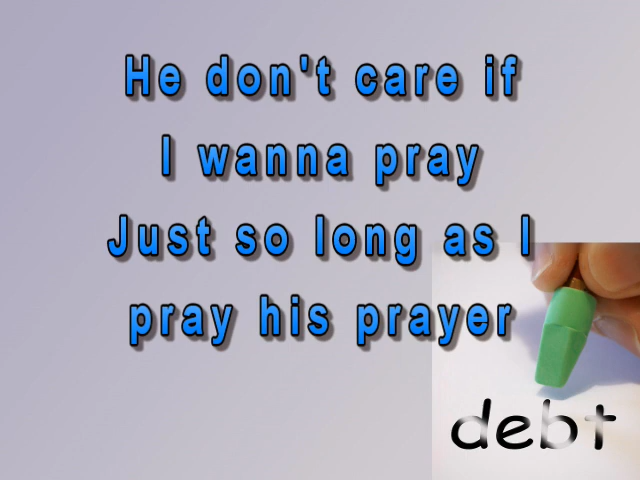 He don't care if
I wanna pray
Just so long as I
pray his prayer
debt